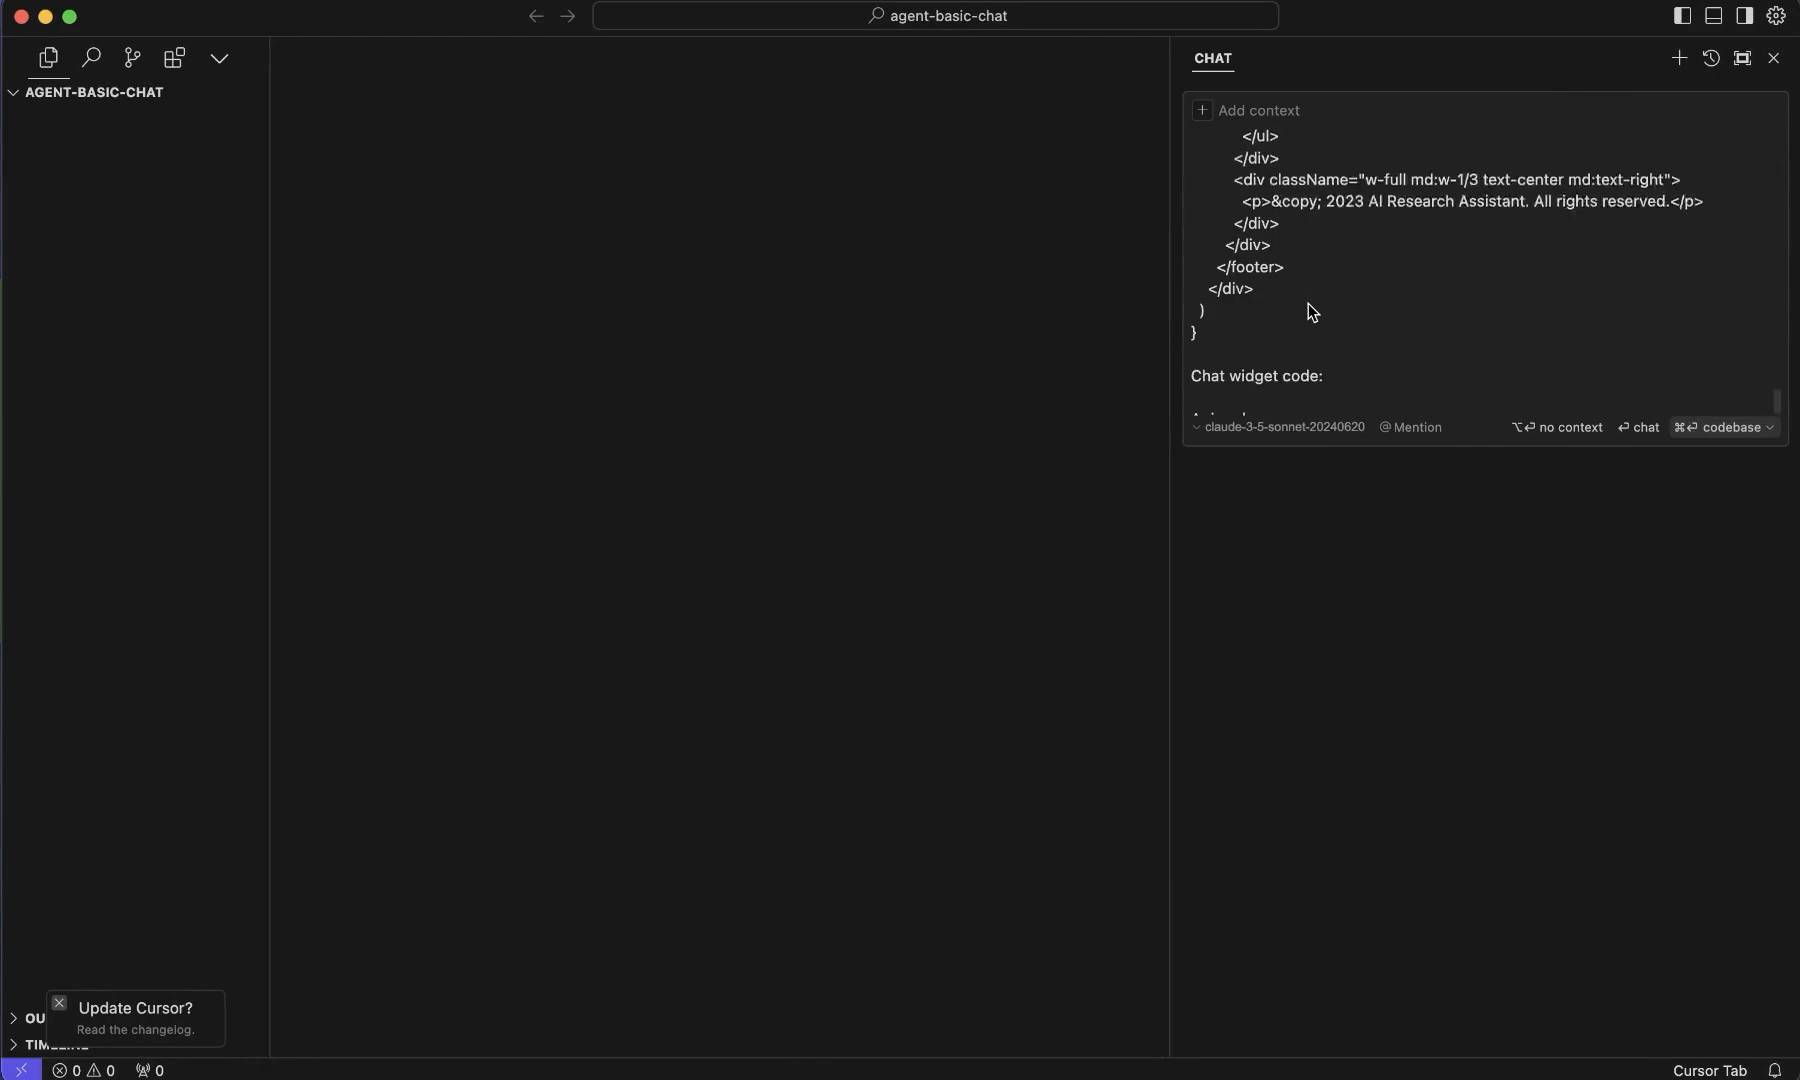 agent-basic-chat
AGENT-BASIC-CHAT
CHAT
+ Add context
</ul>
</div>
<div className="w-full md:w-1/3 text-center md:text-right">
<p>&copy; 2023 AI Research Assistant. All rights reserved.</p>
</div>
</div>
</footer>
</div>
)
}
Chat widget code:
claude-3-5-sonnet-20240620 @ Mention ⌥⏎ no context ⏎ chat ⌘⏎ codebase
Update Cursor?
Read the changelog.
OU
TIMELINE
0 0 0
Cursor Tab